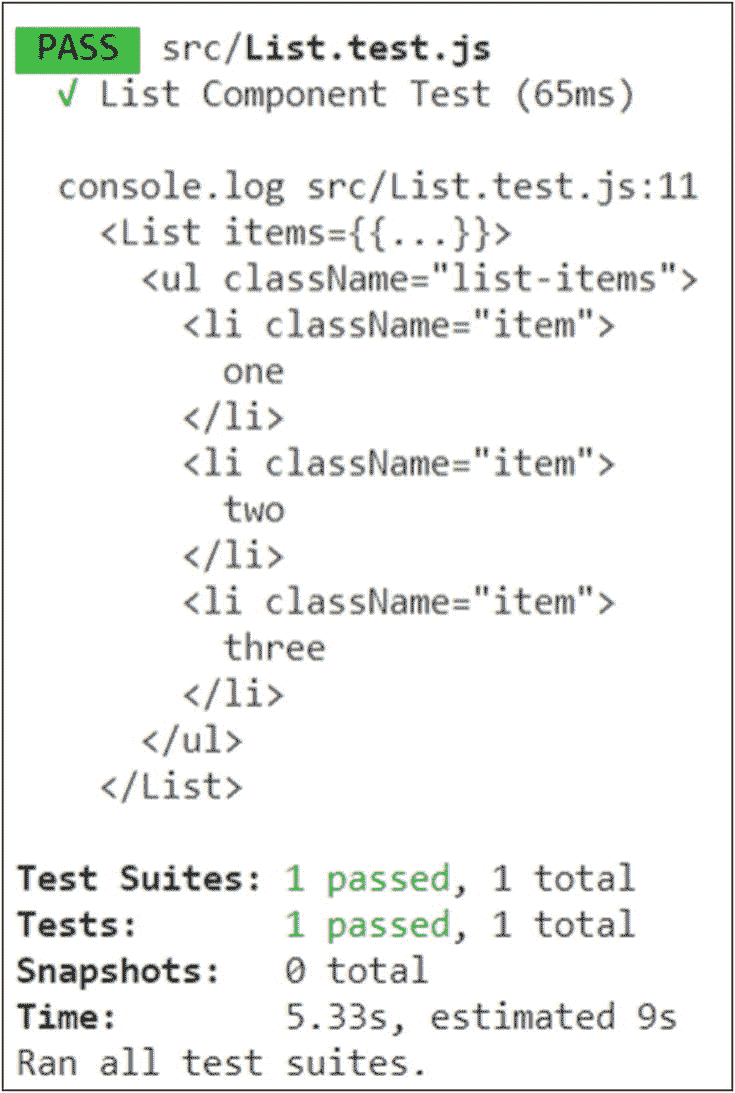 PASS src/List.test.js
√ List Component Test (65ms)
console.log src/List.test.js:11
<List items={{...}}>
<ul className="list-items">
<li className="item">
one
</li>
<li className="item">
two
</li>
<li className="item">
three
</li>
</ul>
</List>
Test Suites: 1 passed, 1 total
Tests: 1 passed, 1 total
Snapshots: 0 total
Time: 5.33s, estimated 9s
Ran all test suites.